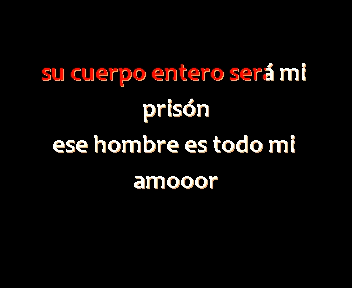 su cuerpo entero será mi
prisón
ese hombre es todo mi
amooor